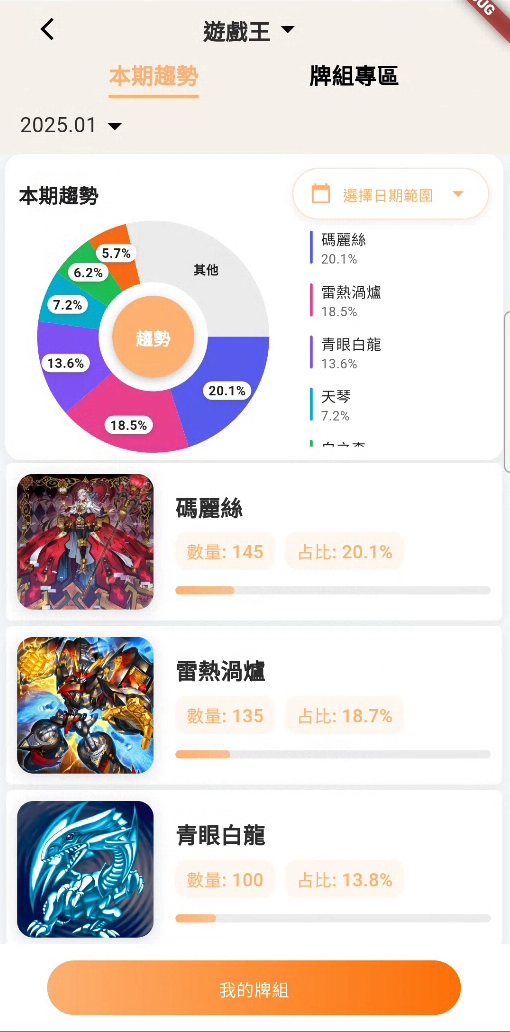 遊戲王
本期趨勢 牌組專區
2025.01
本期趨勢
選擇日期範圍
5.7%
6.2%
7.2%
13.6%
18.5%
20.1%
其他
趨勢
碼麗絲
20.1%
雷熱渦爐
18.5%
青眼白龍
13.6%
天琴
7.2%
碼麗絲
數量: 145 占比: 20.1%
雷熱渦爐
數量: 135 占比: 18.7%
青眼白龍
數量: 100 占比: 13.8%
我的牌組